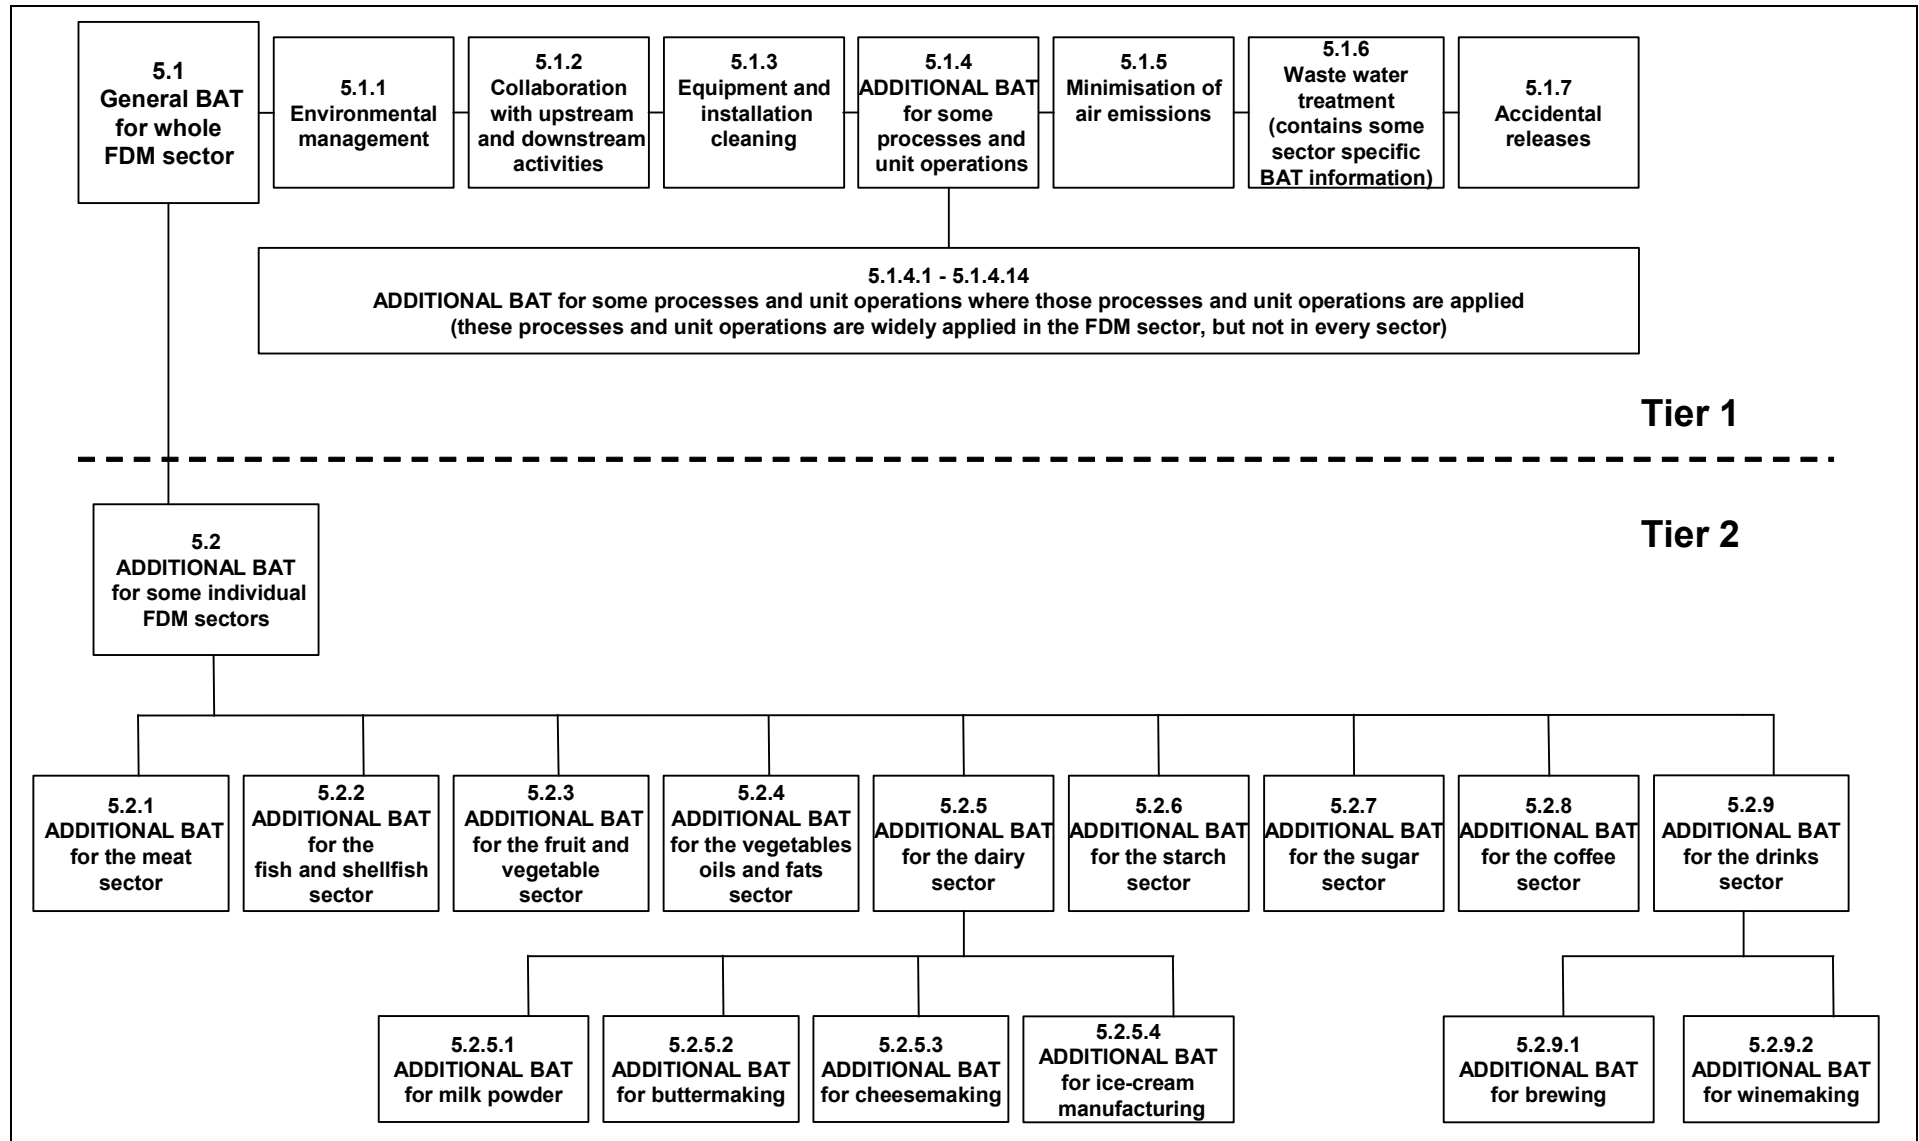 5.1
General BAT
for whole
FDM sector
5.1.1
Environmental
management
5.1.2
Collaboration
with upstream
and downstream
activities
5.1.3
Equipment and
installation
cleaning
5.1.4
ADDITIONAL BAT
for some
processes and
unit operations
5.1.5
Minimisation of
air emissions
5.1.6
Waste water
treatment
(contains some
sector specific
BAT information)
5.1.7
Accidental
releases
5.1.4.1 - 5.1.4.14
ADDITIONAL BAT for some processes and unit operations where those processes and unit operations are applied
(these processes and unit operations are widely applied in the FDM sector, but not in every sector)
Tier 1
Tier 2
5.2
ADDITIONAL BAT
for some individual
FDM sectors
5.2.1
ADDITIONAL BAT
for the meat
sector
5.2.2
ADDITIONAL BAT
for the
fish and shellfish
sector
5.2.3
ADDITIONAL BAT
for the fruit and
vegetable
sector
5.2.4
ADDITIONAL BAT
for the vegetables
oils and fats
sector
5.2.5
ADDITIONAL BAT
for the dairy
sector
5.2.6
ADDITIONAL BAT
for the starch
sector
5.2.7
ADDITIONAL BAT
for the sugar
sector
5.2.8
ADDITIONAL BAT
for the coffee
sector
5.2.9
ADDITIONAL BAT
for the drinks
sector
5.2.5.1
ADDITIONAL BAT
for milk powder
5.2.5.2
ADDITIONAL BAT
for buttermaking
5.2.5.3
ADDITIONAL BAT
for cheesemaking
5.2.5.4
ADDITIONAL BAT
for ice-cream
manufacturing
5.2.9.1
ADDITIONAL BAT
for brewing
5.2.9.2
ADDITIONAL BAT
for winemaking